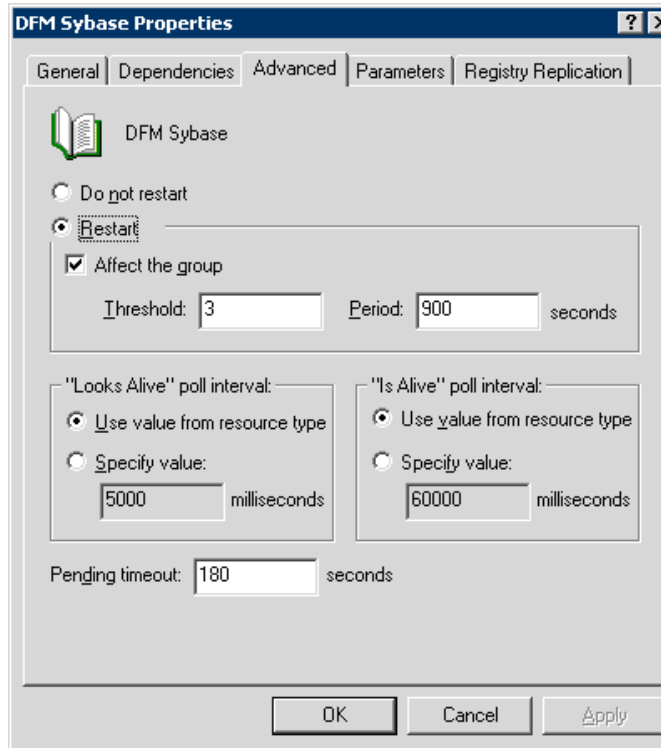 DFM Sybase Properties ? X
General Dependencies Advanced Parameters Registry Replication
DFM Sybase
Do not restart
Restart
Affect the group
Threshold: 3 Period: 900 seconds
"Looks Alive" poll interval:
Use value from resource type
Specify value:
5000 milliseconds
"Is Alive" poll interval:
Use value from resource type
Specify value:
60000 milliseconds
Pending timeout: 180 seconds
OK Cancel Apply